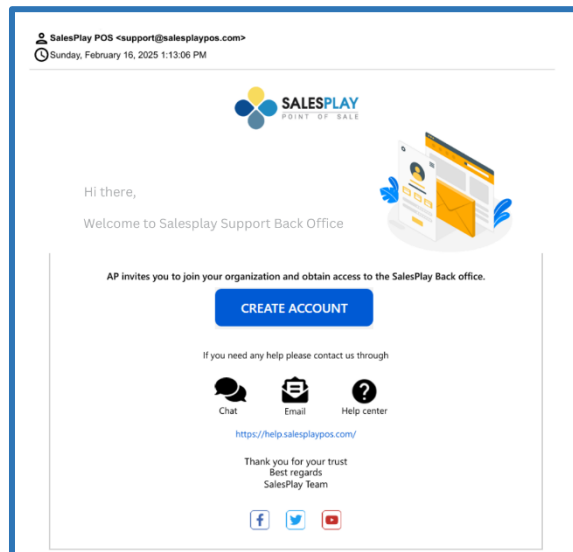 SalesPlay POS <support@salesplaypos.com>
Sunday, February 16, 2025 1:13:06 PM
SALESPLAY
POINT OF SALE
Hi there,
Welcome to Salesplay Support Back Office
AP invites you to join your organization and obtain access to the SalesPlay Back office.
CREATE ACCOUNT
If you need any help please contact us through
Chat Email Help center
https://help.salesplaypos.com/
Thank you for your trust
Best regards
SalesPlay Team